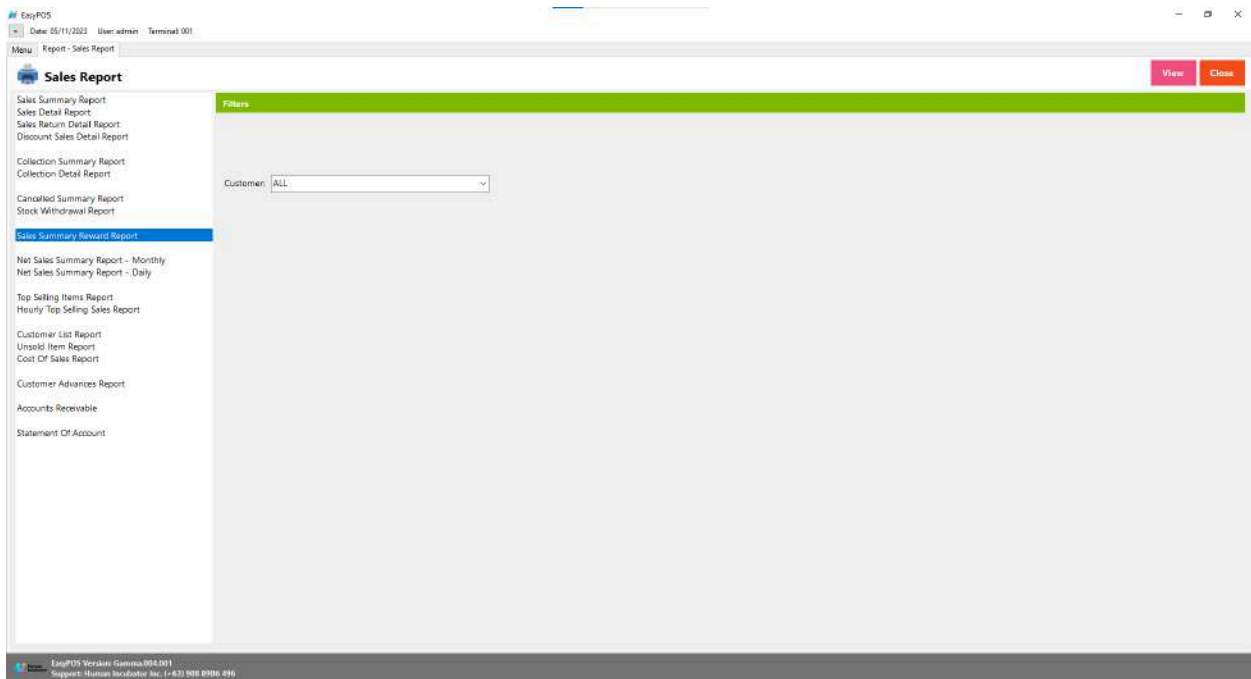 EasyPOS
Date: 05/11/2023 User: admin Terminal: 001
Menu Report - Sales Report
Sales Report
View Close
Sales Summary Report
Sales Detail Report
Sales Return Detail Report
Discount Sales Detail Report
Collection Summary Report
Collection Detail Report
Cancelled Summary Report
Stock Withdrawal Report
Sales Summary Reward Report
Net Sales Summary Report - Monthly
Net Sales Summary Report - Daily
Top Selling Items Report
Hourly Top Selling Sales Report
Customer List Report
Unsold Item Report
Cost Of Sales Report
Customer Advances Report
Accounts Receivable
Statement Of Account
Filters
Customer: ALL
EasyPOS Version: Gamma.004.001
Support: Human Incubator Inc. (+63) 908 8906 496